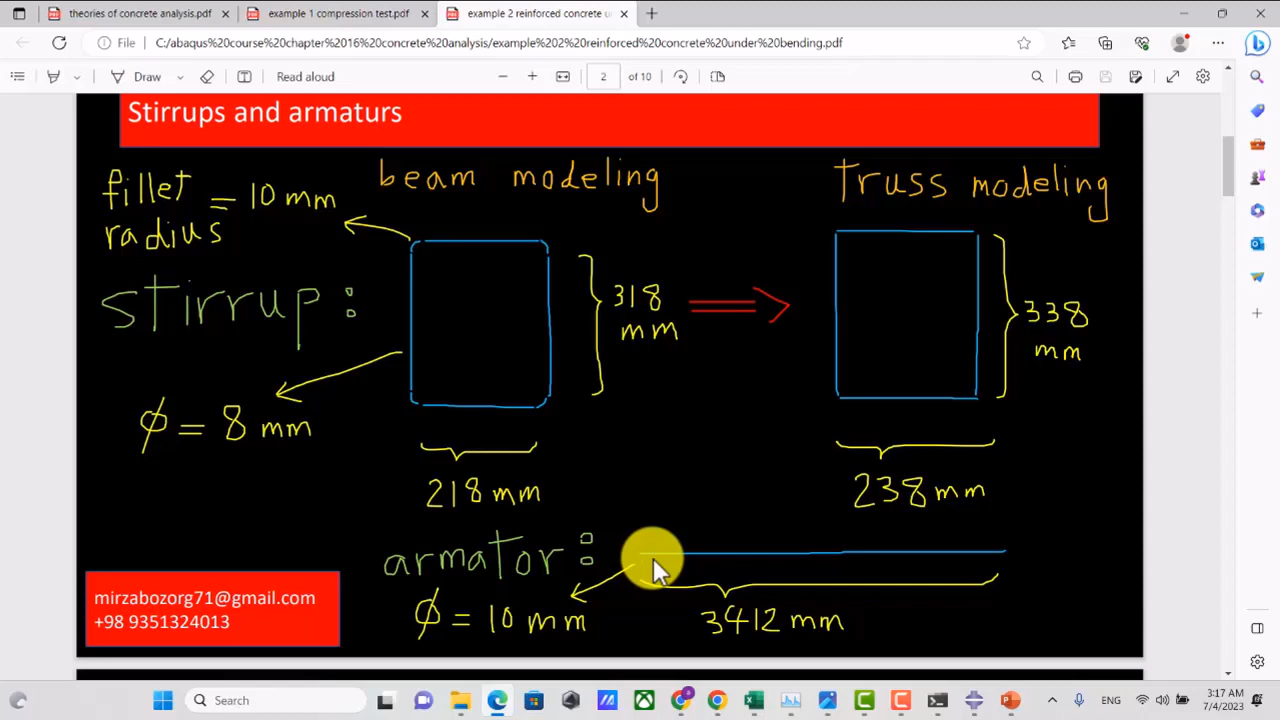 theories of concrete analysis.pdf
example 1 compression test.pdf
example 2 reinforced concrete u
File
C:/abaqus%20course%20chapter%2016%20concrete%20analysis/example%202%20reinforced%20concrete%20under%20bending.pdf
Draw
Read aloud
2
of 10
Stirrups and armaturs
beam modeling
truss modeling
fillet
radius
= 10 mm
stirrup :
318
mm
338
mm
φ = 8 mm
218 mm
238 mm
armator :
φ = 10 mm
3412 mm
mirzabozorg71@gmail.com
+98 9351324013
Search
3:17 AM
7/4/2023